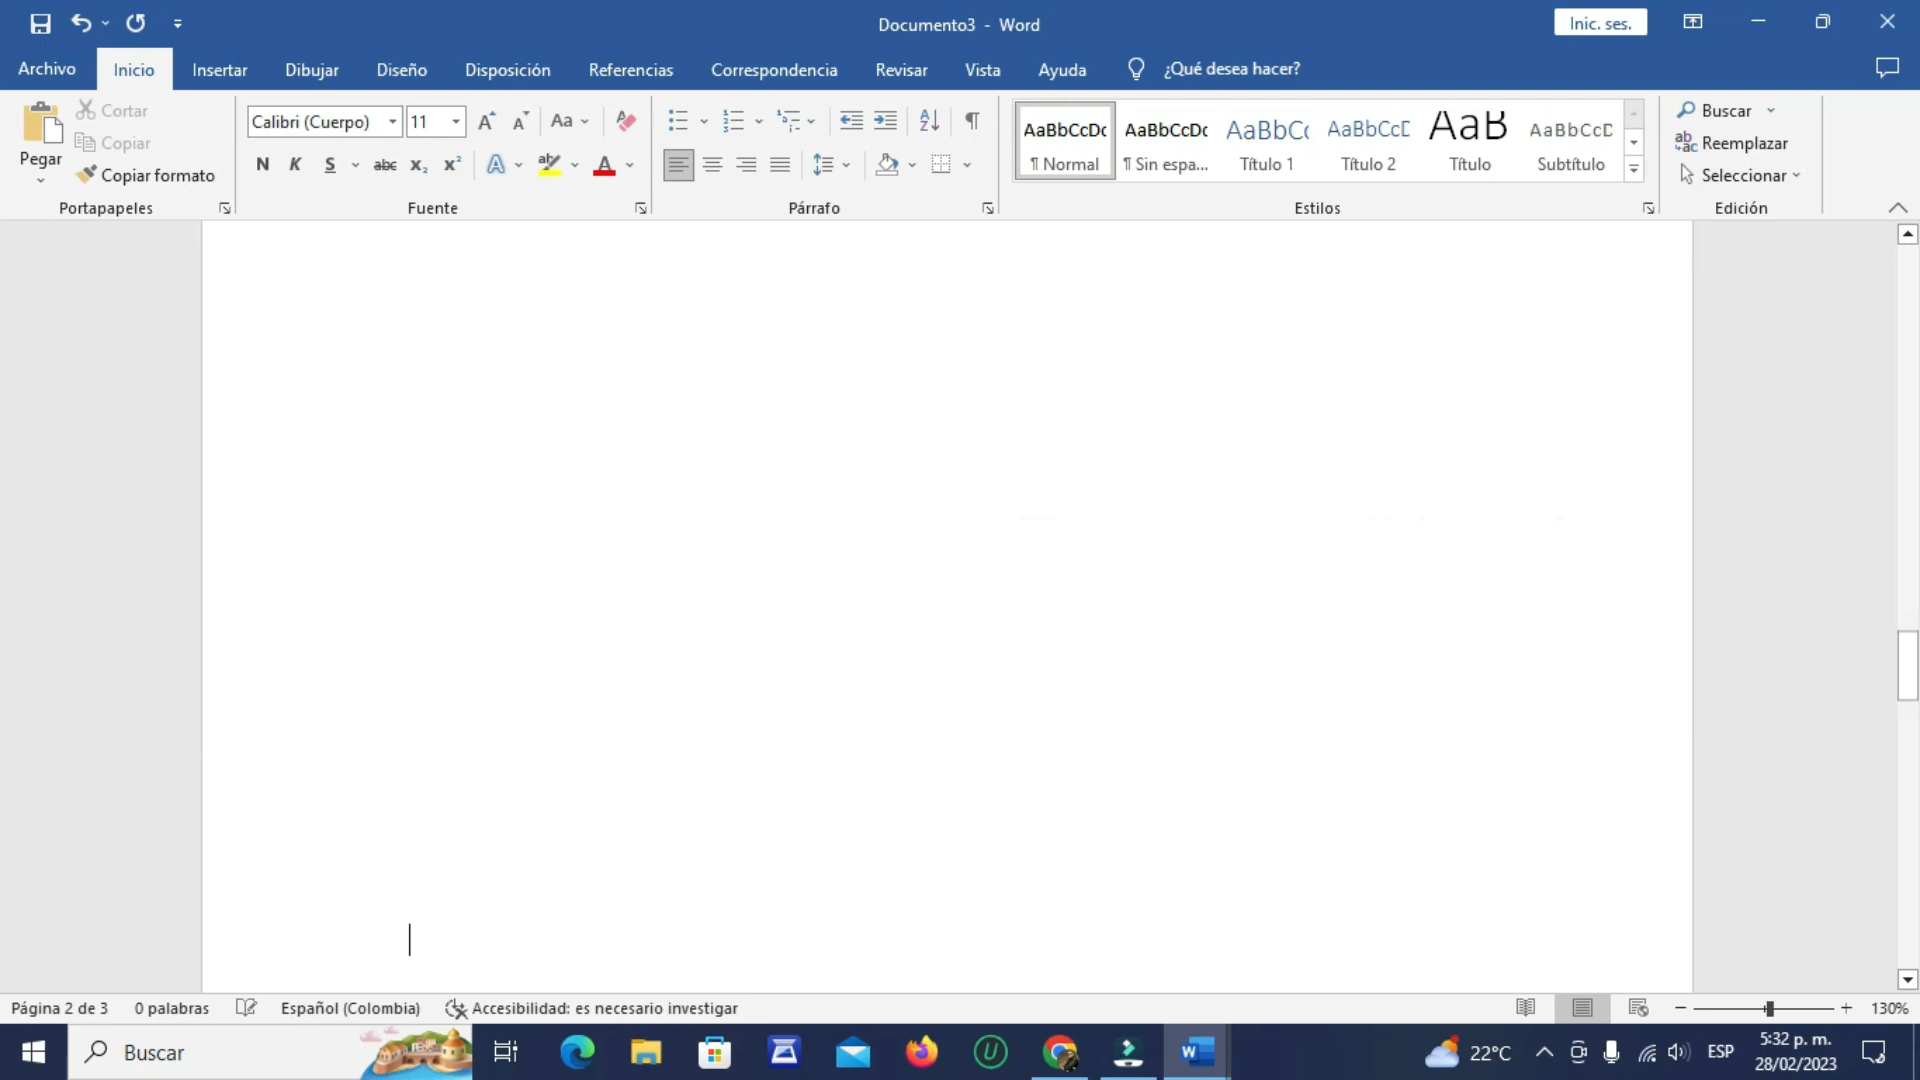 Documento3 - Word
Inic. ses.
Archivo Inicio Insertar Dibujar Diseño Disposición Referencias Correspondencia Revisar Vista Ayuda ¿Qué desea hacer?
Pegar
Cortar
Copiar
Copiar formato
Portapapeles
Calibri (Cuerpo) 11 Aa
N K S abc x₂ x² A A
Fuente
Párrafo
AaBbCcDc AaBbCcDc AaBbCc AaBbCcD AaB AaBbCcD
¶ Normal ¶ Sin espa... Título 1 Título 2 Título Subtítulo
Estilos
Buscar
Reemplazar
Seleccionar
Edición
Página 2 de 3 0 palabras Español (Colombia) Accesibilidad: es necesario investigar 130%
Buscar
22°C ESP 5:32 p. m.
28/02/2023